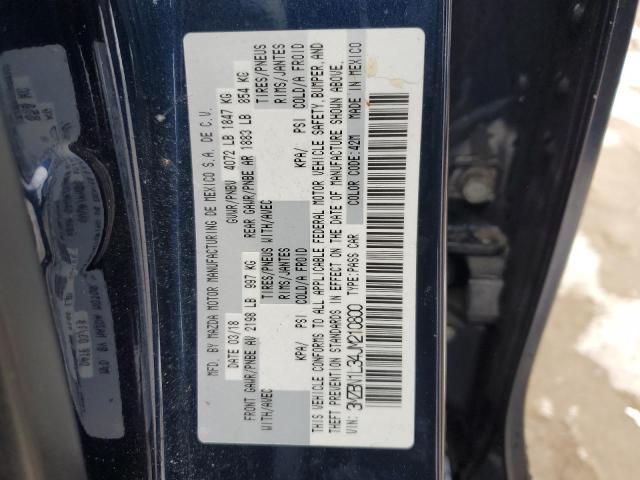 MFD. BY MAZDA MOTOR MANUFACTURING DE MEXICO S.A. DE C.V.
DATE 03/18 GVWR/PNBV 4072 LB 1847 KG
FRONT GAWR/PNBE AV 2198 LB 997 KG REAR GAWR/PNBE AR 1883 LB 854 KG
WITH/AVEC TIRES/PNEUS WITH/AVEC TIRES/PNEUS
RIMS/JANTES RIMS/JANTES
KPA/ PSI COLD/A FROID KPA/ PSI COLD/A FROID
THIS VEHICLE CONFORMS TO ALL APPLICABLE FEDERAL MOTOR VEHICLE SAFETY, BUMPER, AND
THEFT PREVENTION STANDARDS IN EFFECT ON THE DATE OF MANUFACTURE SHOWN ABOVE.
VIN: 3MZBN1L34JM210800 TYPE:PASS CAR COLOR CODE:42M MADE IN MEXICO